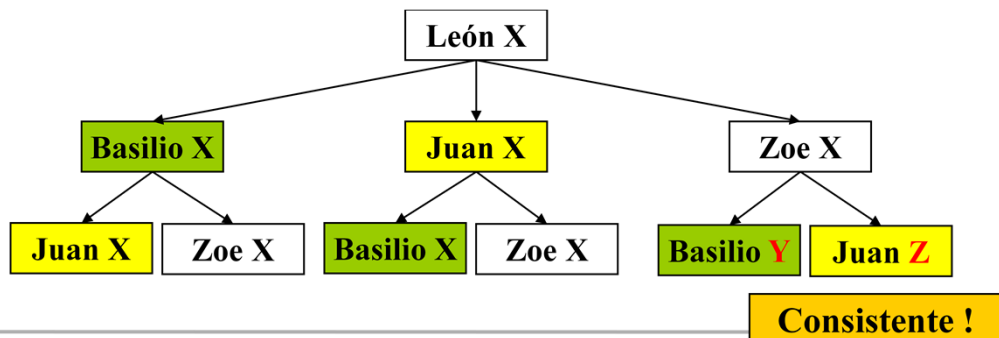 León X
Basilio X
Juan X
Zoe X
Juan X
Zoe X
Basilio X
Zoe X
Basilio Y
Juan Z
Consistente !